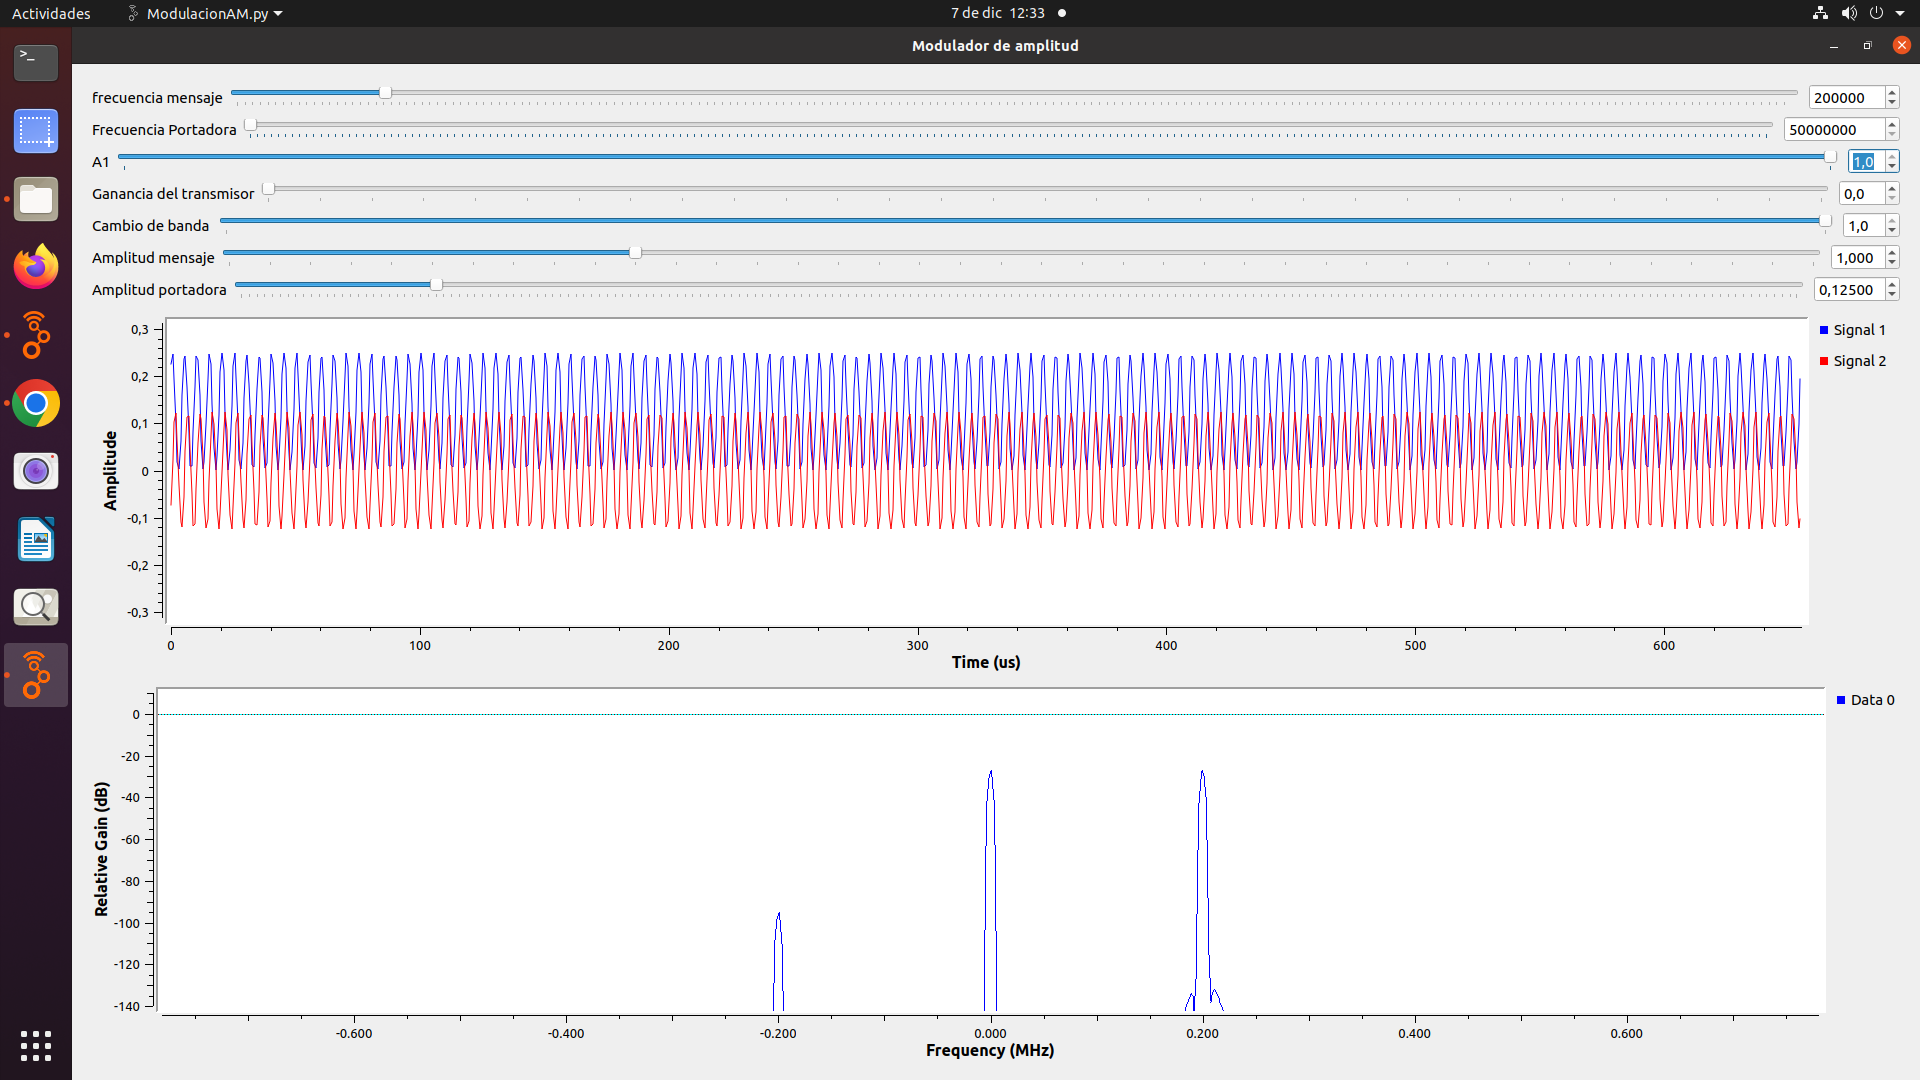 Actividades ModulacionAM.py 7 de dic 12:33
Modulador de amplitud
frecuencia mensaje 200000
Frecuencia Portadora 50000000
A1 1,0
Ganancia del transmisor 0,0
Cambio de banda 1,0
Amplitud mensaje 1,000
Amplitud portadora 0,12500
0,3
0,2
0,1
0
-0,1
-0,2
-0,3
Amplitude
Signal 1
Signal 2
0 100 200 300 400 500 600
Time (us)
0
-20
-40
-60
-80
-100
-120
-140
Relative Gain (dB)
Data 0
-0.600 -0.400 -0.200 0.000 0.200 0.400 0.600
Frequency (MHz)